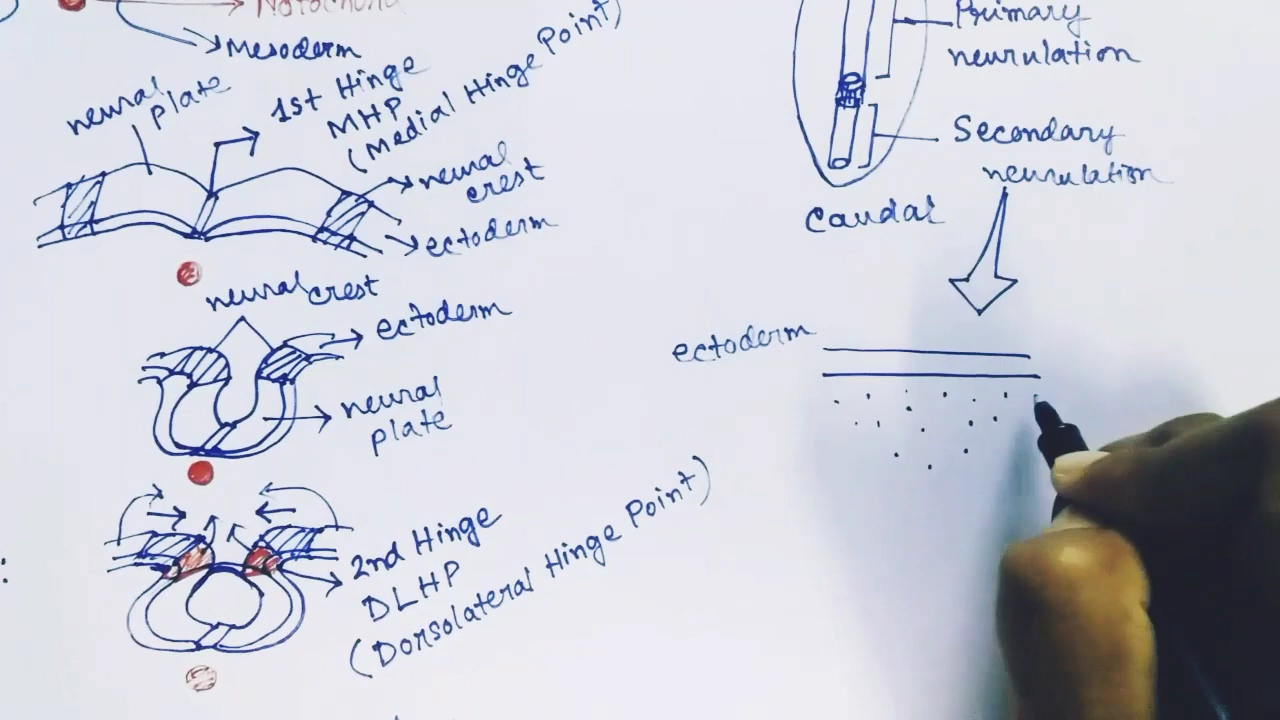 Notochord
Mesoderm
neural
plate
1st Hinge
MHP
(Medial Hinge Point)
neural
crest
ectoderm
neural crest
ectoderm
neural
plate
2nd Hinge
DLHP
(Dorsolateral Hinge Point)
Primary
neurulation
Secondary
neurulation
Caudal
ectoderm